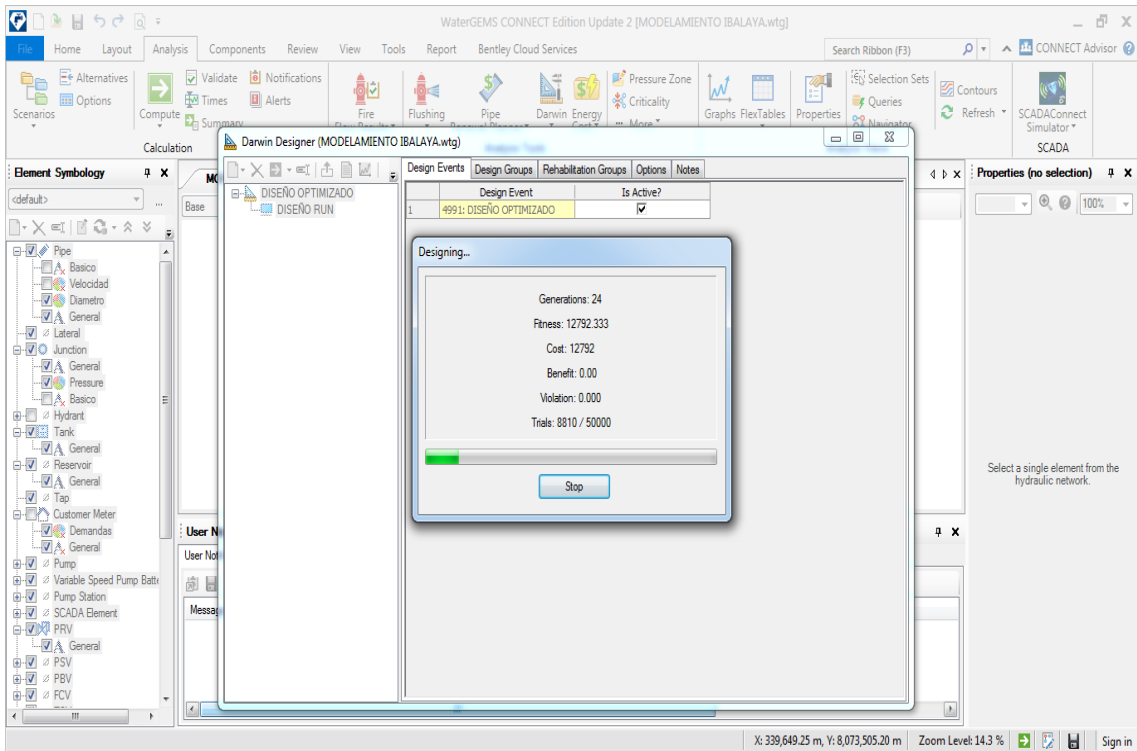 WaterGEMS CONNECT Edition Update 2 [MODELAMIENTO IBALAYA.wtg]
File Home Layout Analysis Components Review View Tools Report Bentley Cloud Services Search Ribbon (F3) CONNECT Advisor
Scenarios
Alternatives
Options
Compute
Validate
Times
Summary
Notifications
Alerts
Fire
Flushing
Pipe
Darwin
Energy
Pressure Zone
Criticality
More
Graphs
FlexTables
Properties
Selection Sets
Queries
Navigator
Contours
Refresh
SCADAConnect
Simulator
Calculation
SCADA
Element Symbology
<default>
Pipe
Basico
Velocidad
Diametro
General
Lateral
Junction
General
Pressure
Basico
Hydrant
Tank
General
Reservoir
General
Tap
Customer Meter
Demandas
General
Pump
Variable Speed Pump Batte
Pump Station
SCADA Element
PRV
General
PSV
PBV
FCV
MO
Base
User N
User Not
Messag
Darwin Designer (MODELAMIENTO IBALAYA.wtg)
DISEÑO OPTIMIZADO
DISEÑO RUN
Design Events Design Groups Rehabilitation Groups Options Notes
Design Event Is Active?
1 4991: DISEÑO OPTIMIZADO
Designing...
Generations: 24
Fitness: 12792.333
Cost: 12792
Benefit: 0.00
Violation: 0.000
Trials: 8810 / 50000
Stop
Properties (no selection)
100%
Select a single element from the
hydraulic network.
X: 339,649.25 m, Y: 8,073,505.20 m Zoom Level: 14.3 % Sign in